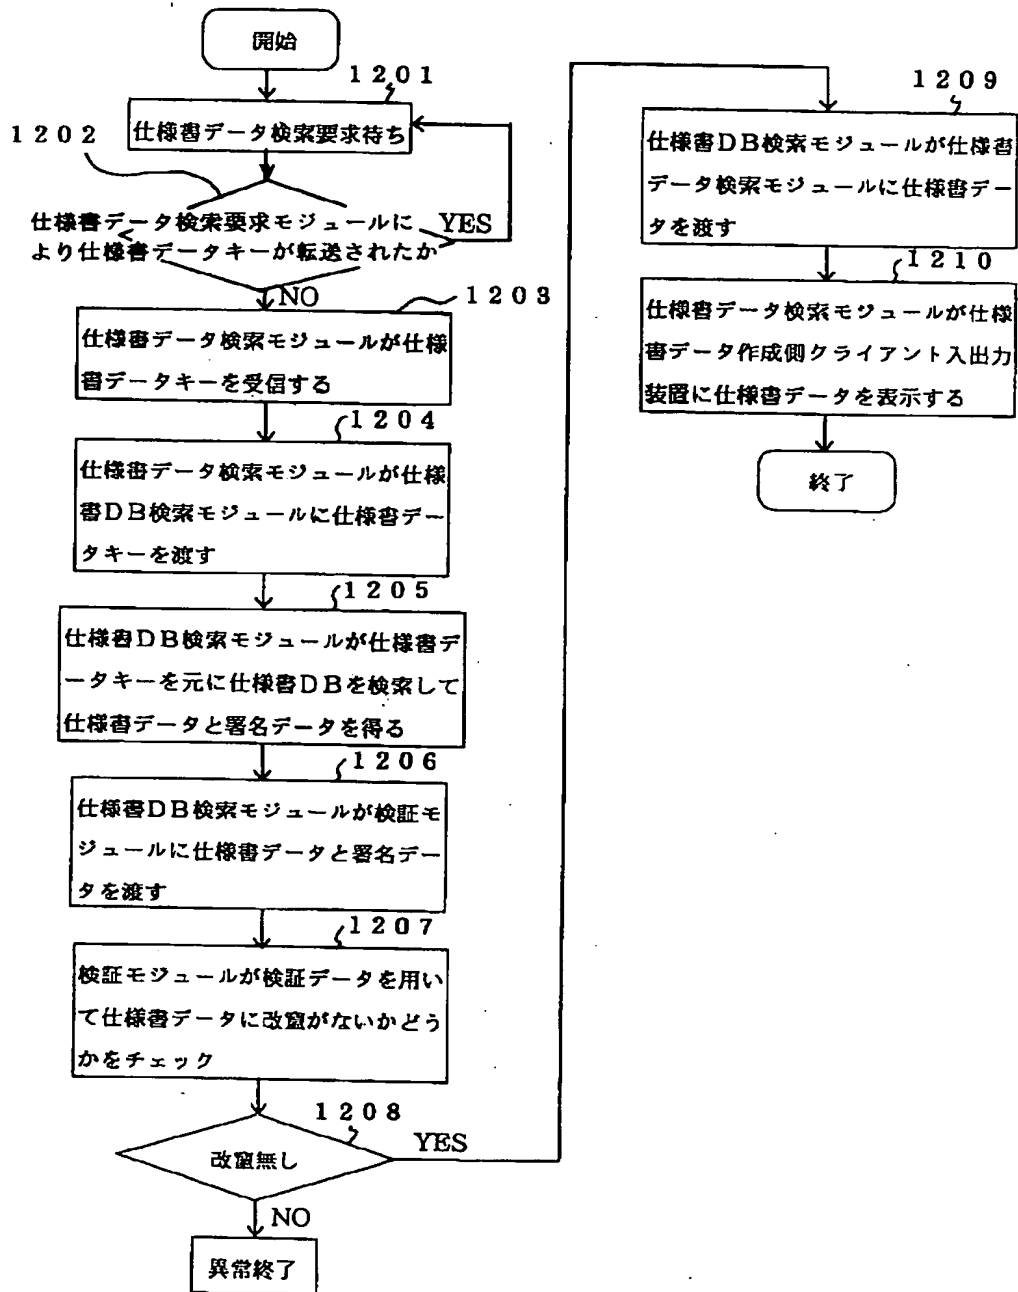 開始
1201
仕様書データ検索要求待ち
1202
仕様書データ検索要求モジュールに
より仕様書データキーが転送されたか
YES
NO
1203
仕様書データ検索モジュールが仕様
書データキーを受信する
1204
仕様書データ検索モジュールが仕様
書DB検索モジュールに仕様書デー
タキーを渡す
1205
仕様書DB検索モジュールが仕様書デ
ータキーを元に仕様書DBを検索して
仕様書データと署名データを得る
1206
仕様書DB検索モジュールが検証モ
ジュールに仕様書データと署名デー
タを渡す
1207
検証モジュールが検証データを用い
て仕様書データに改竄がないかどう
かをチェック
1208
改竄無し
YES
NO
異常終了
1209
仕様書DB検索モジュールが仕様書
データ検索モジュールに仕様書デー
タを渡す
1210
仕様書データ検索モジュールが仕様
書データ作成側クライアント入出力
装置に仕様書データを表示する
終了